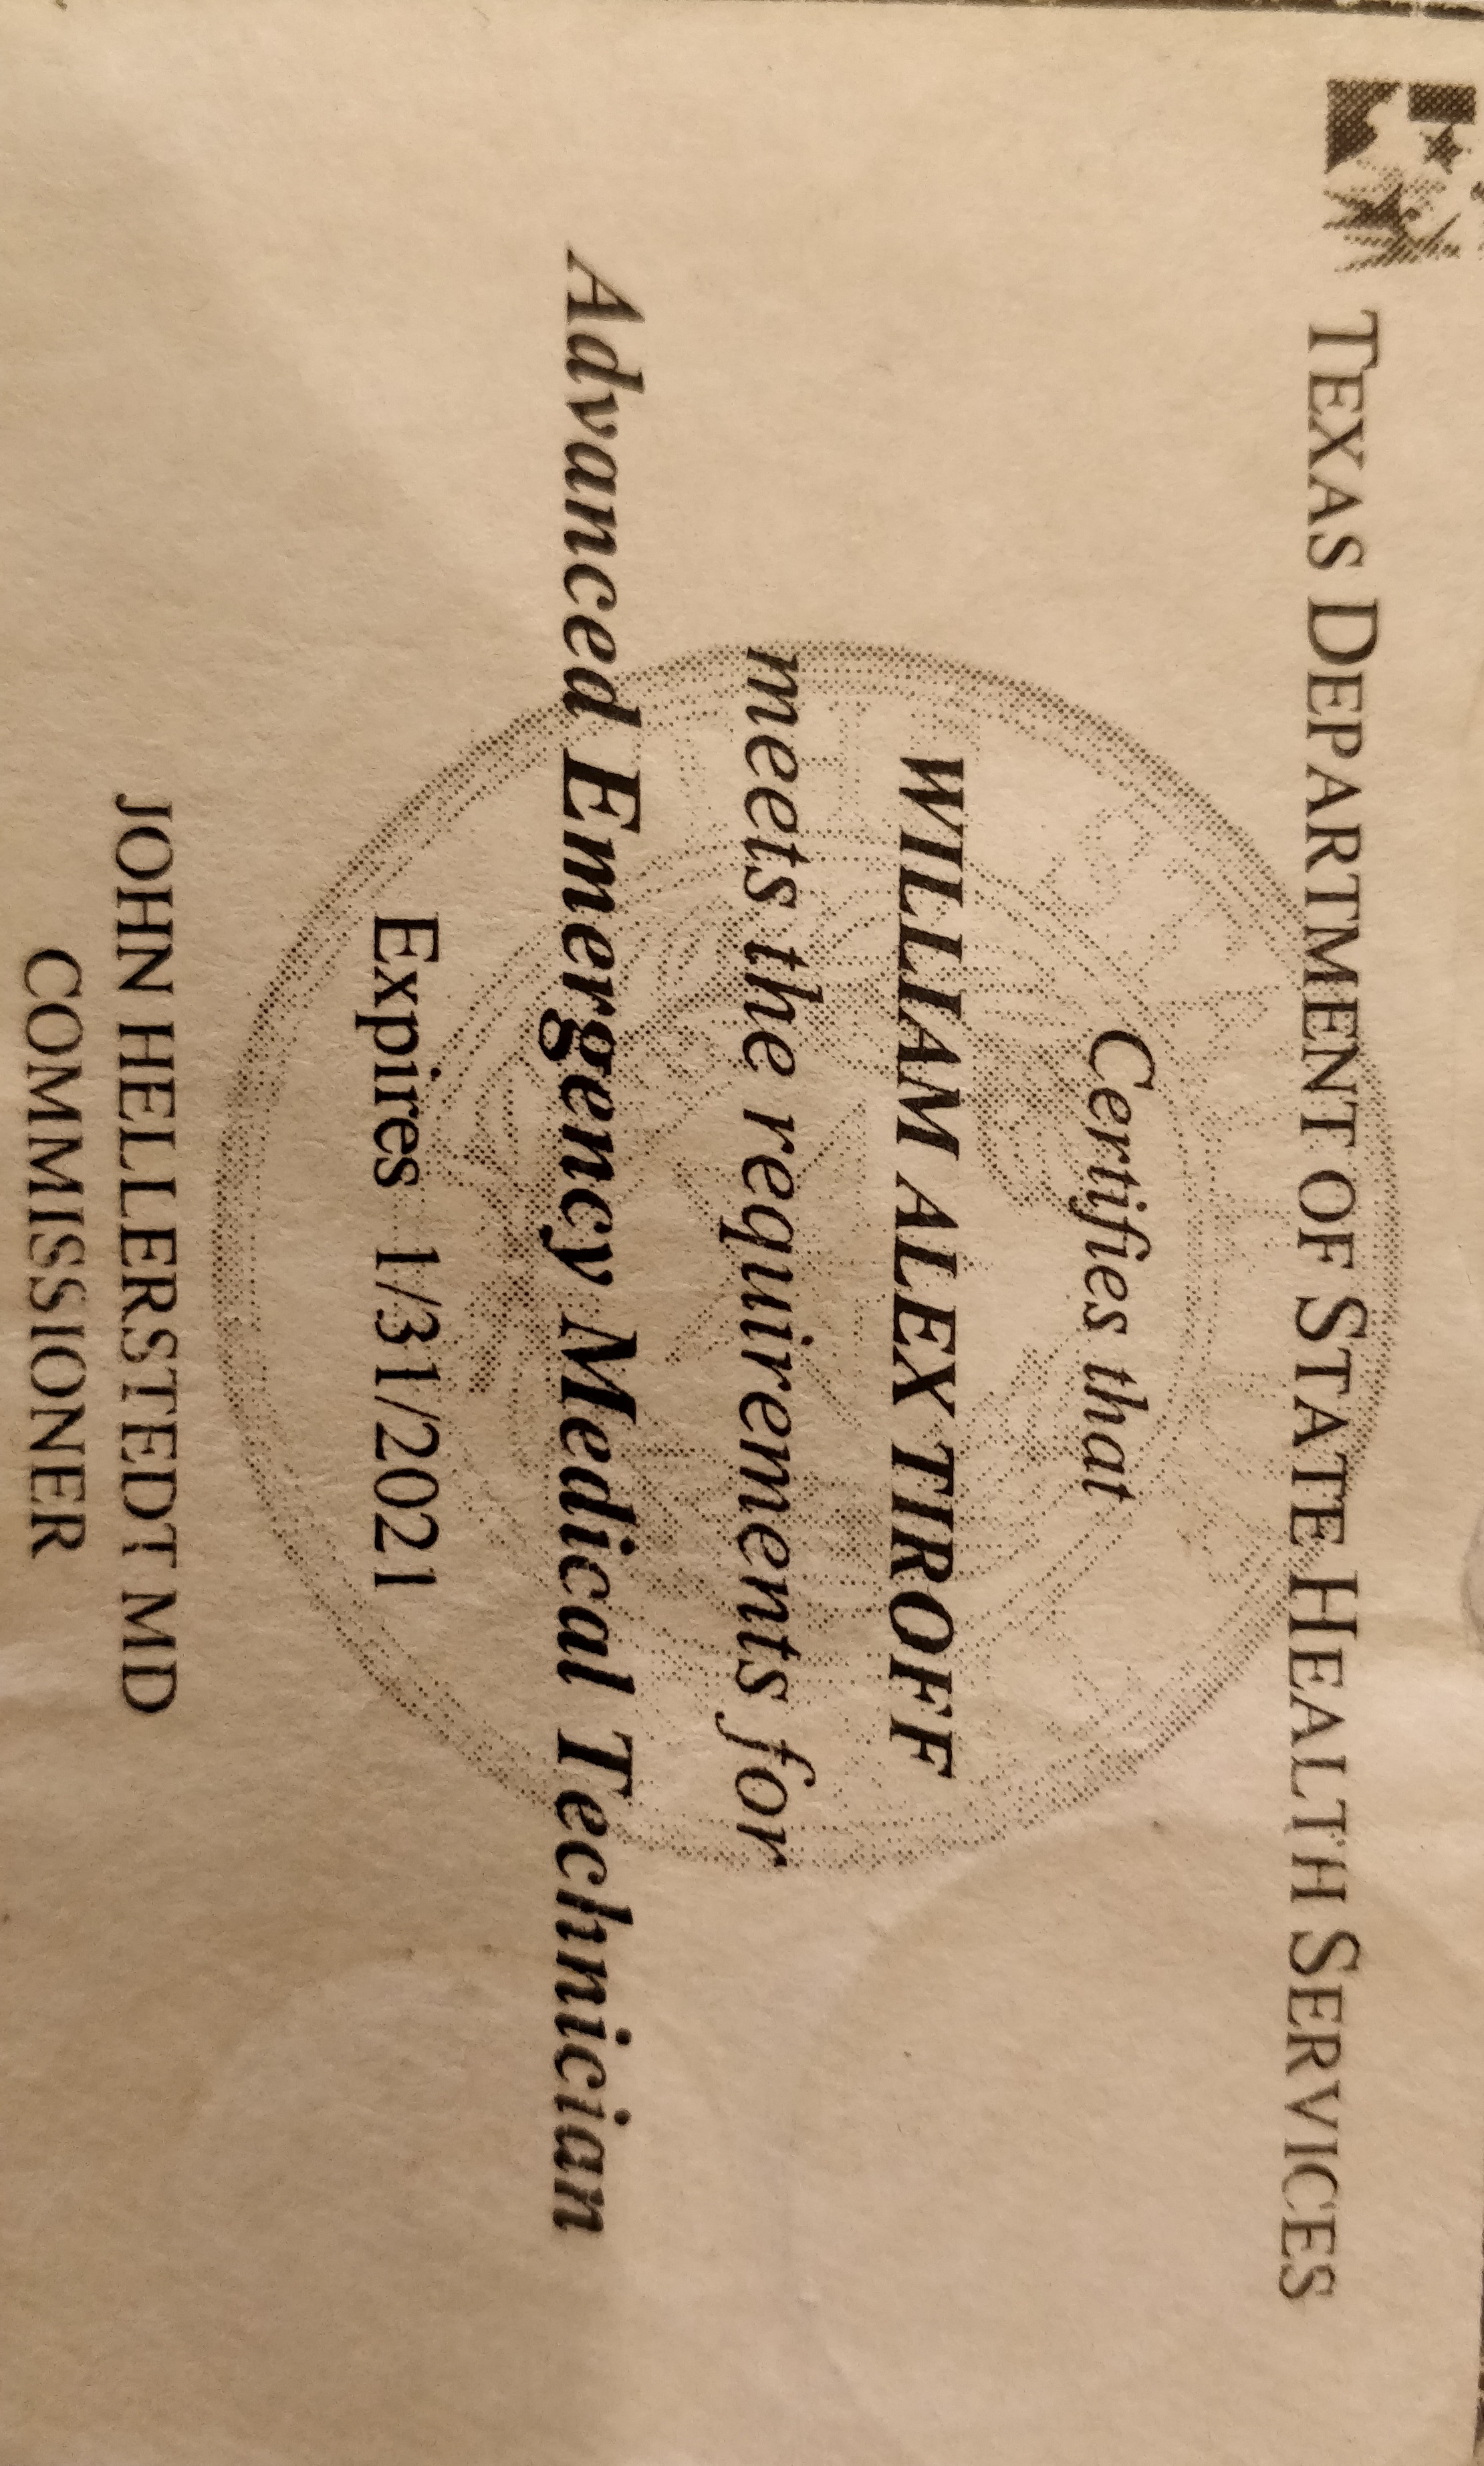 TEXAS DEPARTMENT OF STATE HEALTH SERVICES
Certifies that
WILLIAM ALEX TIROFF
meets the requirements for
Advanced Emergency Medical Technician
Expires 1/31/2021
JOHN HELLERSTEDT MD
COMMISSIONER